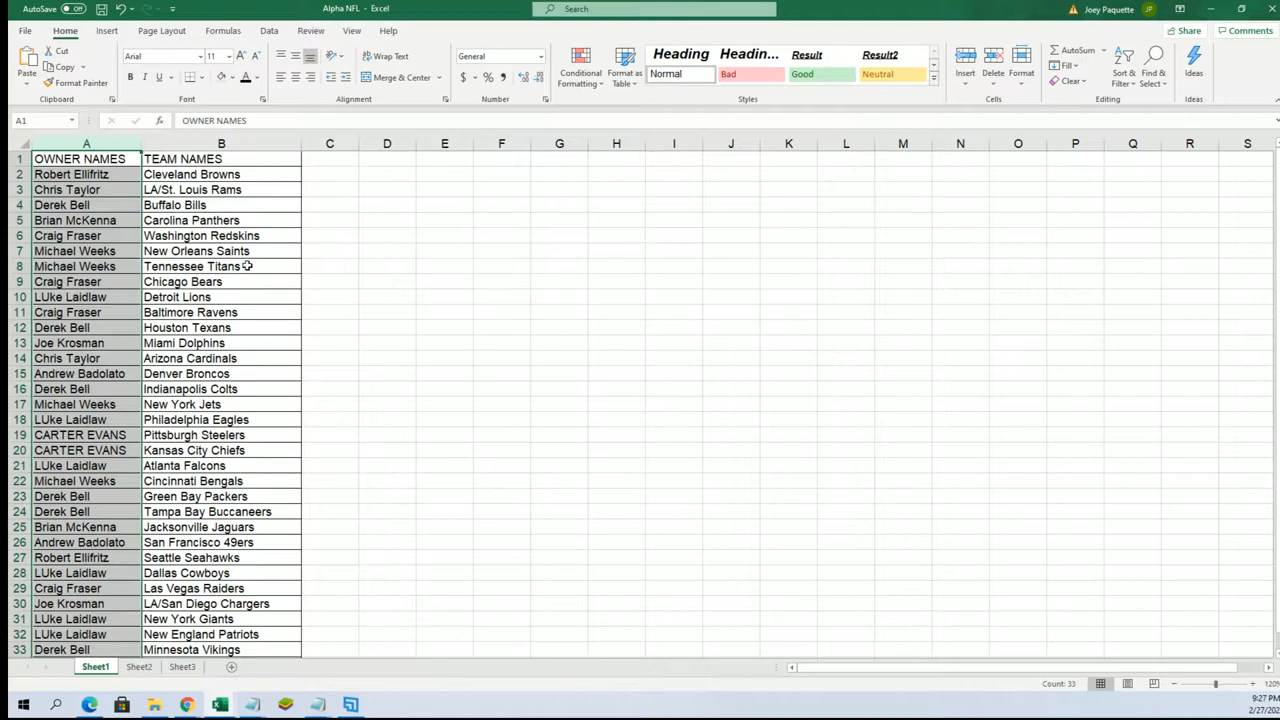 AutoSave Off Alpha NFL - Excel Search Joey Paquette JP
File Home Insert Page Layout Formulas Data Review View Help Share Comments
Paste Cut Copy Format Painter Clipboard
Arial 11 B I U A Font
Wrap Text Merge & Center Alignment
General $ % 9 Number
Conditional Formatting Format as Table
Heading Headin... Result Result2
Normal Bad Good Neutral
Styles
Insert Delete Format Cells
AutoSum Fill Clear Sort & Filter Find & Select Editing
Ideas Ideas
A1 fx OWNER NAMES
A B C D E F G H I J K L M N O P Q R S
1 OWNER NAMES TEAM NAMES
2 Robert Ellifritz Cleveland Browns
3 Chris Taylor LA/St. Louis Rams
4 Derek Bell Buffalo Bills
5 Brian McKenna Carolina Panthers
6 Craig Fraser Washington Redskins
7 Michael Weeks New Orleans Saints
8 Michael Weeks Tennessee Titans
9 Craig Fraser Chicago Bears
10 LUke Laidlaw Detroit Lions
11 Craig Fraser Baltimore Ravens
12 Derek Bell Houston Texans
13 Joe Krosman Miami Dolphins
14 Chris Taylor Arizona Cardinals
15 Andrew Badolato Denver Broncos
16 Derek Bell Indianapolis Colts
17 Michael Weeks New York Jets
18 LUke Laidlaw Philadelphia Eagles
19 CARTER EVANS Pittsburgh Steelers
20 CARTER EVANS Kansas City Chiefs
21 LUke Laidlaw Atlanta Falcons
22 Michael Weeks Cincinnati Bengals
23 Derek Bell Green Bay Packers
24 Derek Bell Tampa Bay Buccaneers
25 Brian McKenna Jacksonville Jaguars
26 Andrew Badolato San Francisco 49ers
27 Robert Ellifritz Seattle Seahawks
28 LUke Laidlaw Dallas Cowboys
29 Craig Fraser Las Vegas Raiders
30 Joe Krosman LA/San Diego Chargers
31 LUke Laidlaw New York Giants
32 LUke Laidlaw New England Patriots
33 Derek Bell Minnesota Vikings
Sheet1 Sheet2 Sheet3
Count: 33 120%
9:27 PM
2/27/202